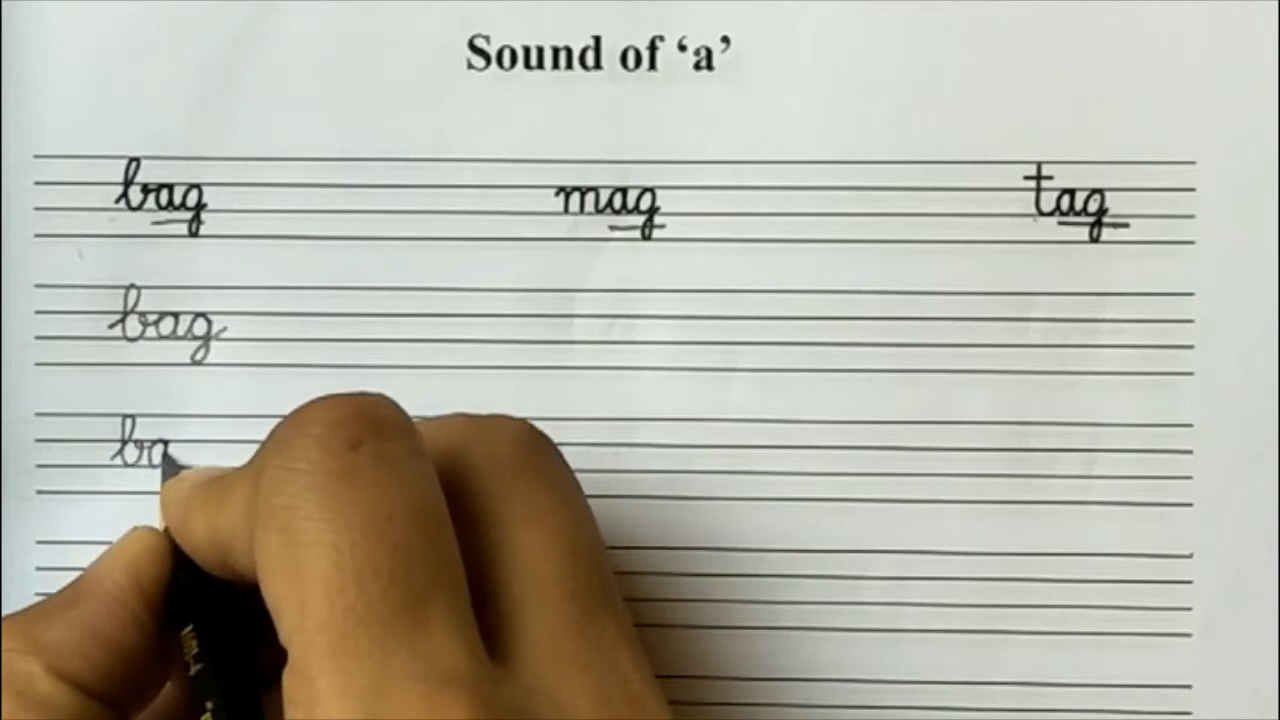 Sound of ‘a’
bag mag tag
bag
ba